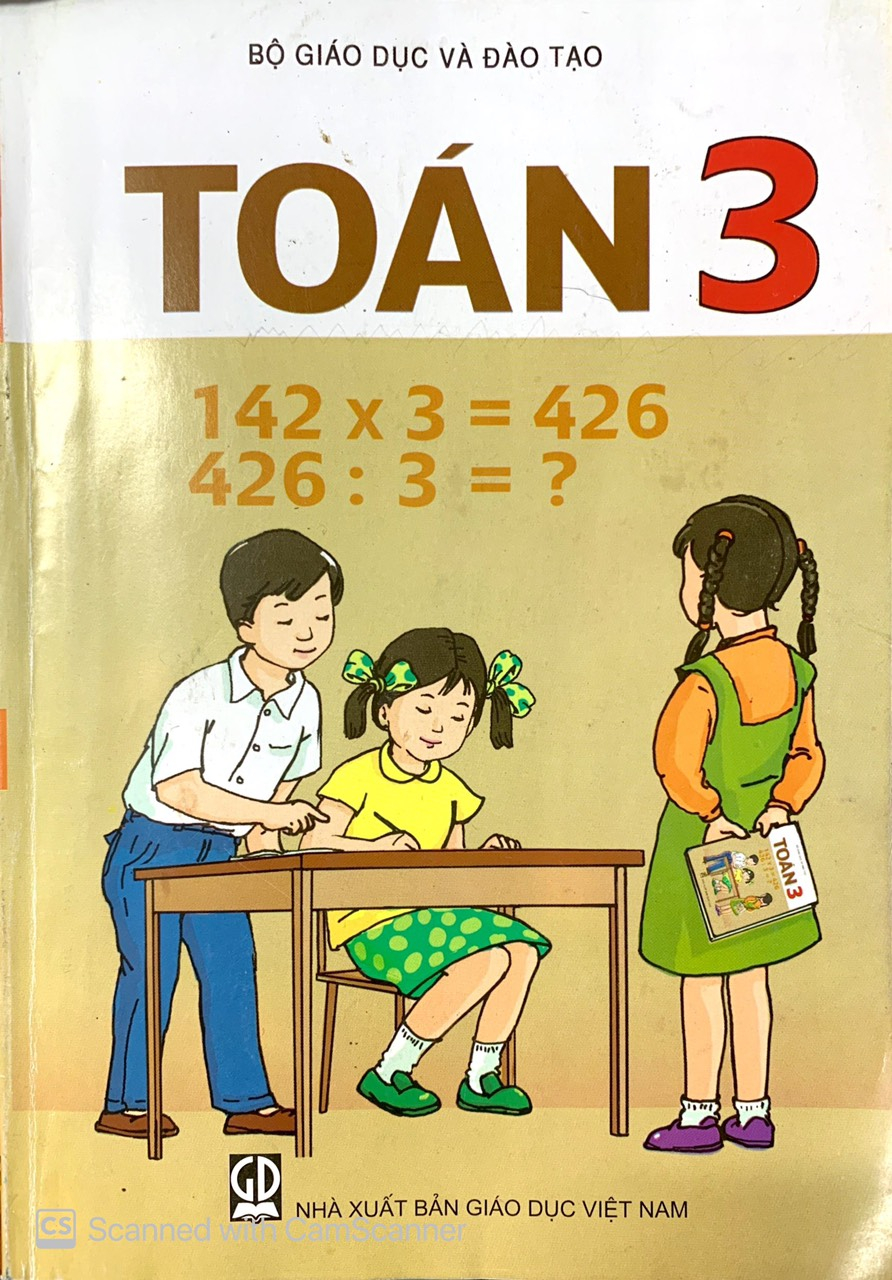 BỘ GIÁO DỤC VÀ ĐÀO TẠO
TOÁN 3
142 x 3 = 426
426 : 3 = ?
TOÁN 3
GD
NHÀ XUẤT BẢN GIÁO DỤC VIỆT NAM
CS Scanned with CamScanner